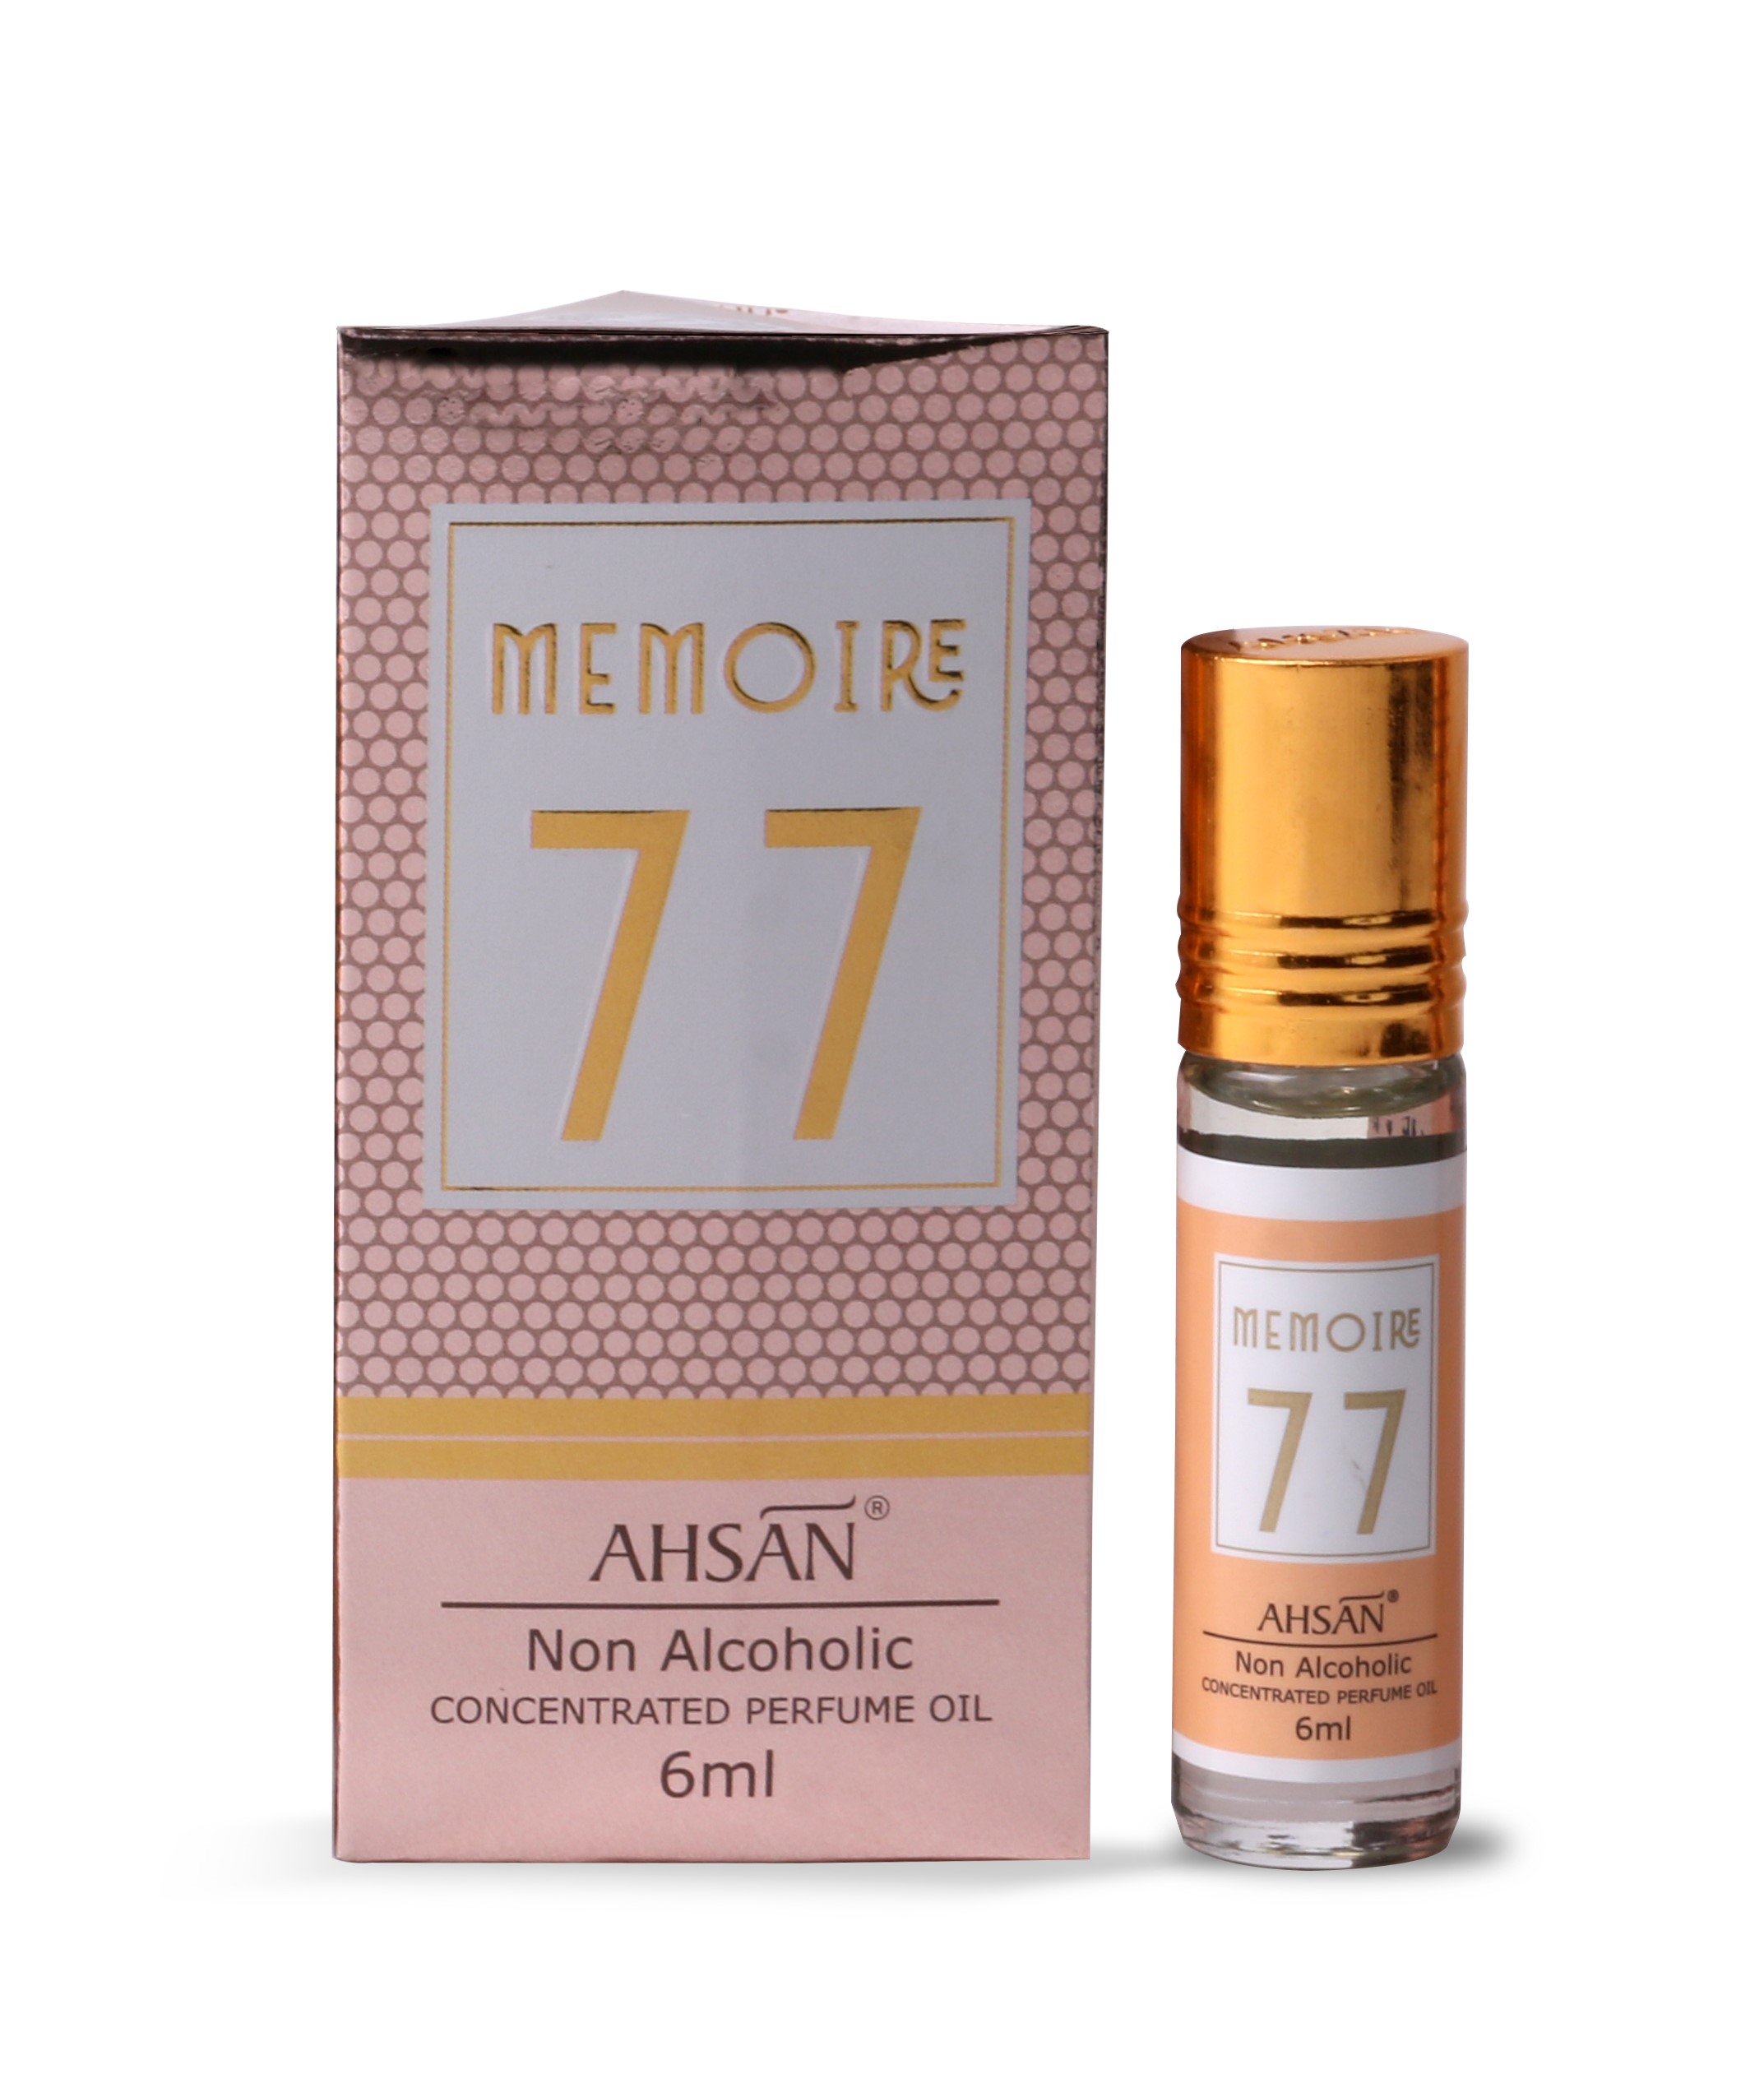 MEMOIRE
77
AHSAN®
Non Alcoholic
CONCENTRATED PERFUME OIL
6ml
MEMOIRE
77
AHSAN®
Non Alcoholic
CONCENTRATED PERFUME OIL
6ml